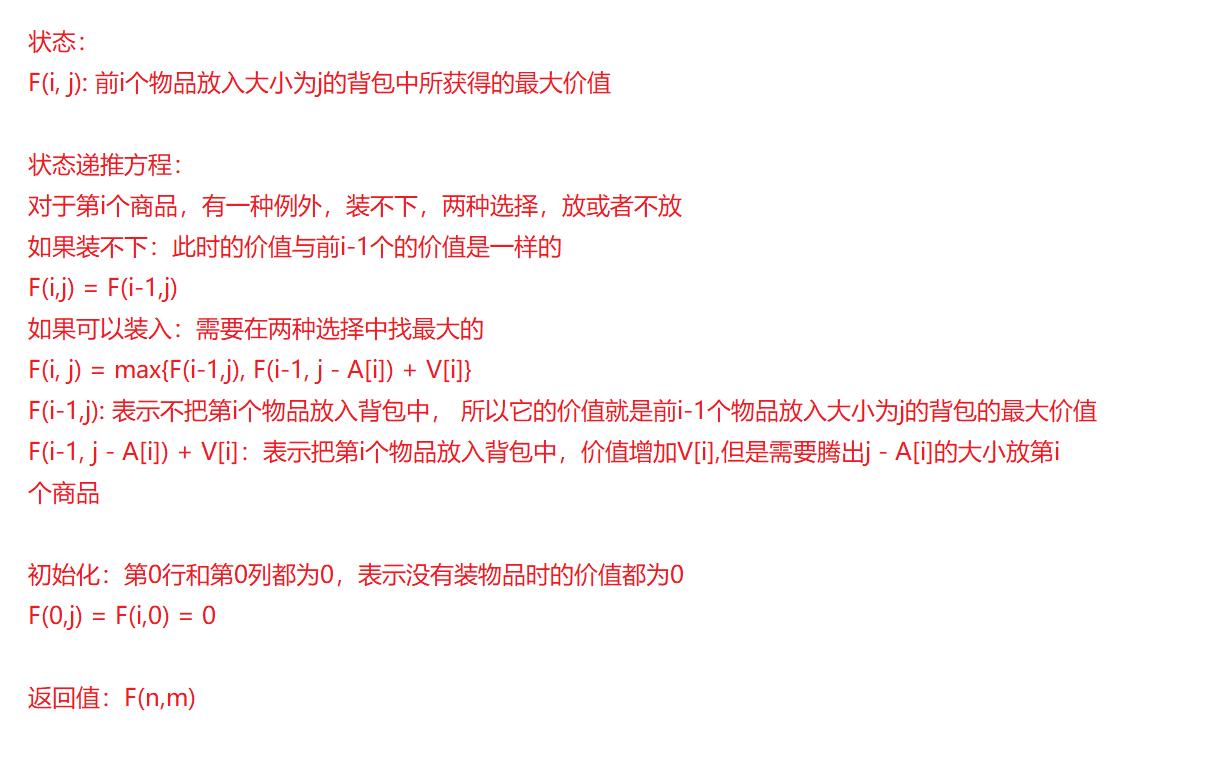 状态：
F(i, j): 前i个物品放入大小为j的背包中所获得的最大价值
状态递推方程：
对于第i个商品，有一种例外，装不下，两种选择，放或者不放
如果装不下：此时的价值与前i-1个的价值是一样的
F(i,j) = F(i-1,j)
如果可以装入：需要在两种选择中找最大的
F(i, j) = max{F(i-1,j), F(i-1, j - A[i]) + V[i]}
F(i-1,j): 表示不把第i个物品放入背包中， 所以它的价值就是前i-1个物品放入大小为j的背包的最大价值
F(i-1, j - A[i]) + V[i]：表示把第i个物品放入背包中，价值增加V[i],但是需要腾出j - A[i]的大小放第i
个商品
初始化：第0行和第0列都为0，表示没有装物品时的价值都为0
F(0,j) = F(i,0) = 0
返回值：F(n,m)